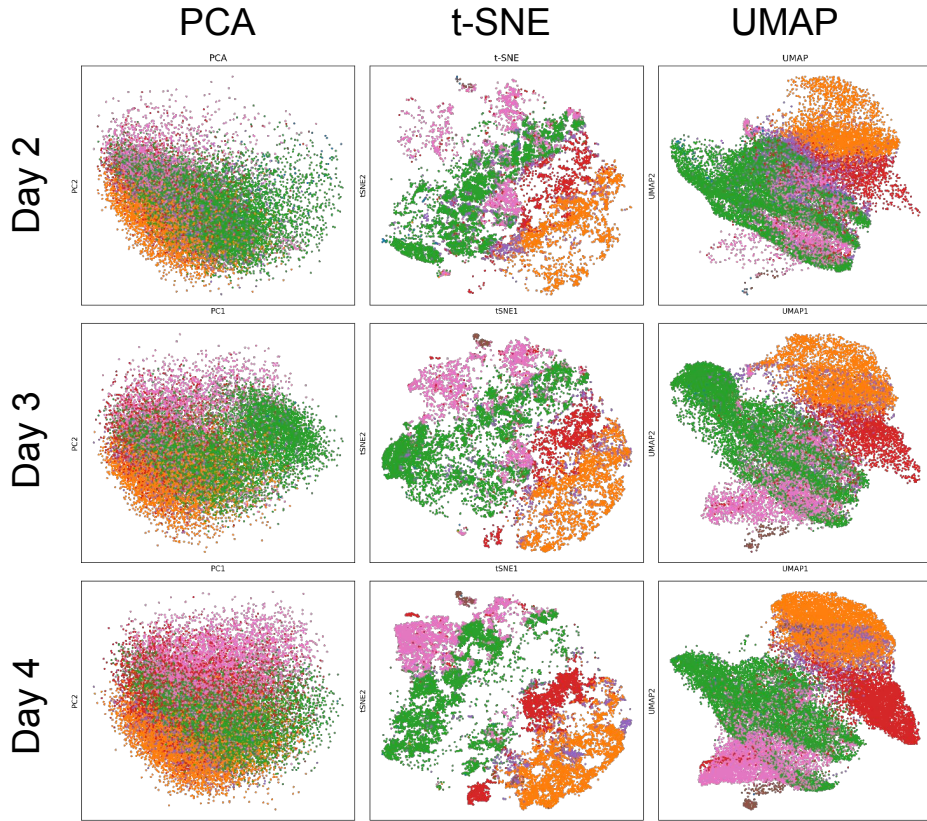 PCA t-SNE UMAP
PCA t-SNE UMAP
Day 2
PC2 tSNE2 UMAP2
PC1 tSNE1 UMAP1
Day 3
PC2 tSNE2 UMAP2
PC1 tSNE1 UMAP1
Day 4
PC2 tSNE2 UMAP2